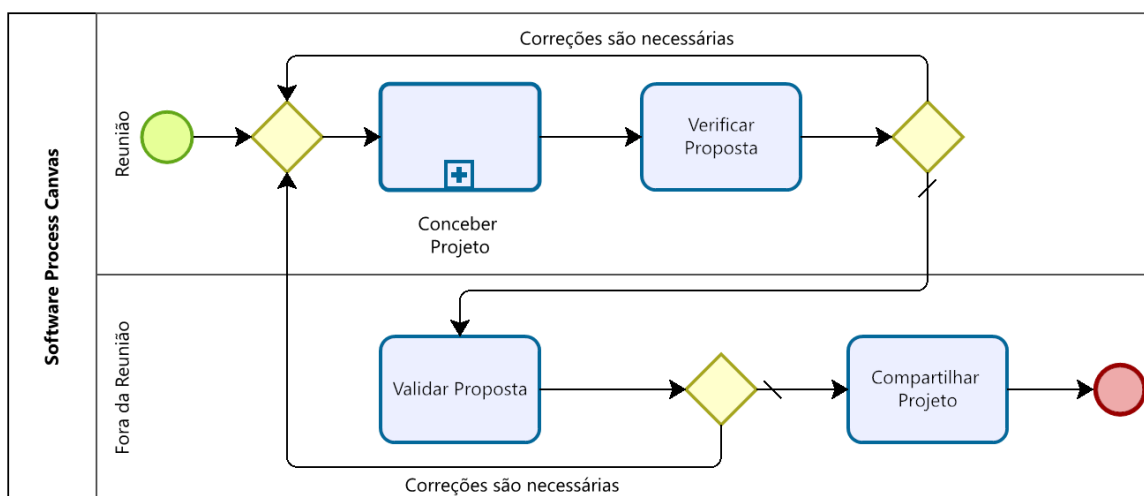 Software Process Canvas
Reunião
Correções são necessárias
Conceber
Projeto
Verificar
Proposta
Fora da Reunião
Validar Proposta
Compartilhar
Projeto
Correções são necessárias